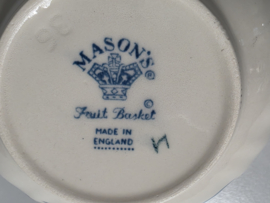 MASON'S
®
©
Fruit Basket
MADE IN
ENGLAND